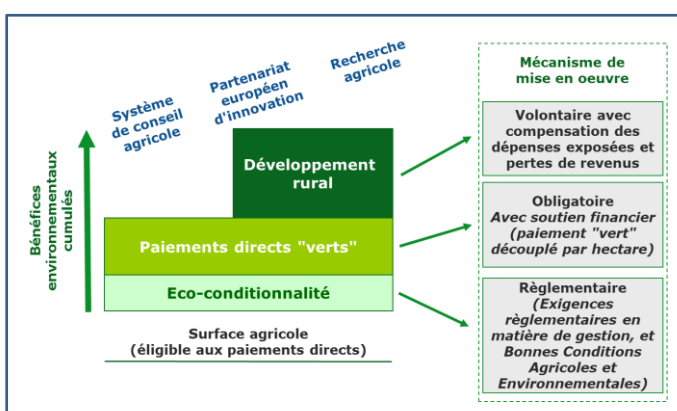 Système
de conseil
agricole
Partenariat
européen
d'innovation
Recherche
agricole
Bénéfices
environnementaux
cumulés
Développement
rural
Paiements directs "verts"
Eco-conditionnalité
Surface agricole
(éligible aux paiements directs)
Mécanisme de
mise en oeuvre
Volontaire avec
compensation des
dépenses exposées et
pertes de revenus
Obligatoire
Avec soutien financier
(paiement "vert"
découplé par hectare)
Règlementaire
(Exigences
règlementaires en
matière de gestion, et
Bonnes Conditions
Agricoles et
Environnementales)